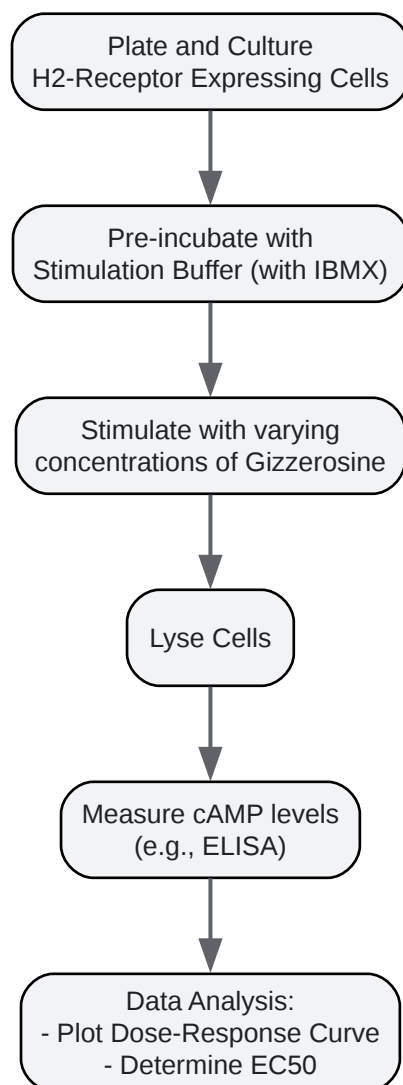 Plate and Culture
H2-Receptor Expressing Cells
Pre-incubate with
Stimulation Buffer (with IBMX)
Stimulate with varying
concentrations of Gizzerosine
Lyse Cells
Measure cAMP levels
(e.g., ELISA)
Data Analysis:
- Plot Dose-Response Curve
- Determine EC50